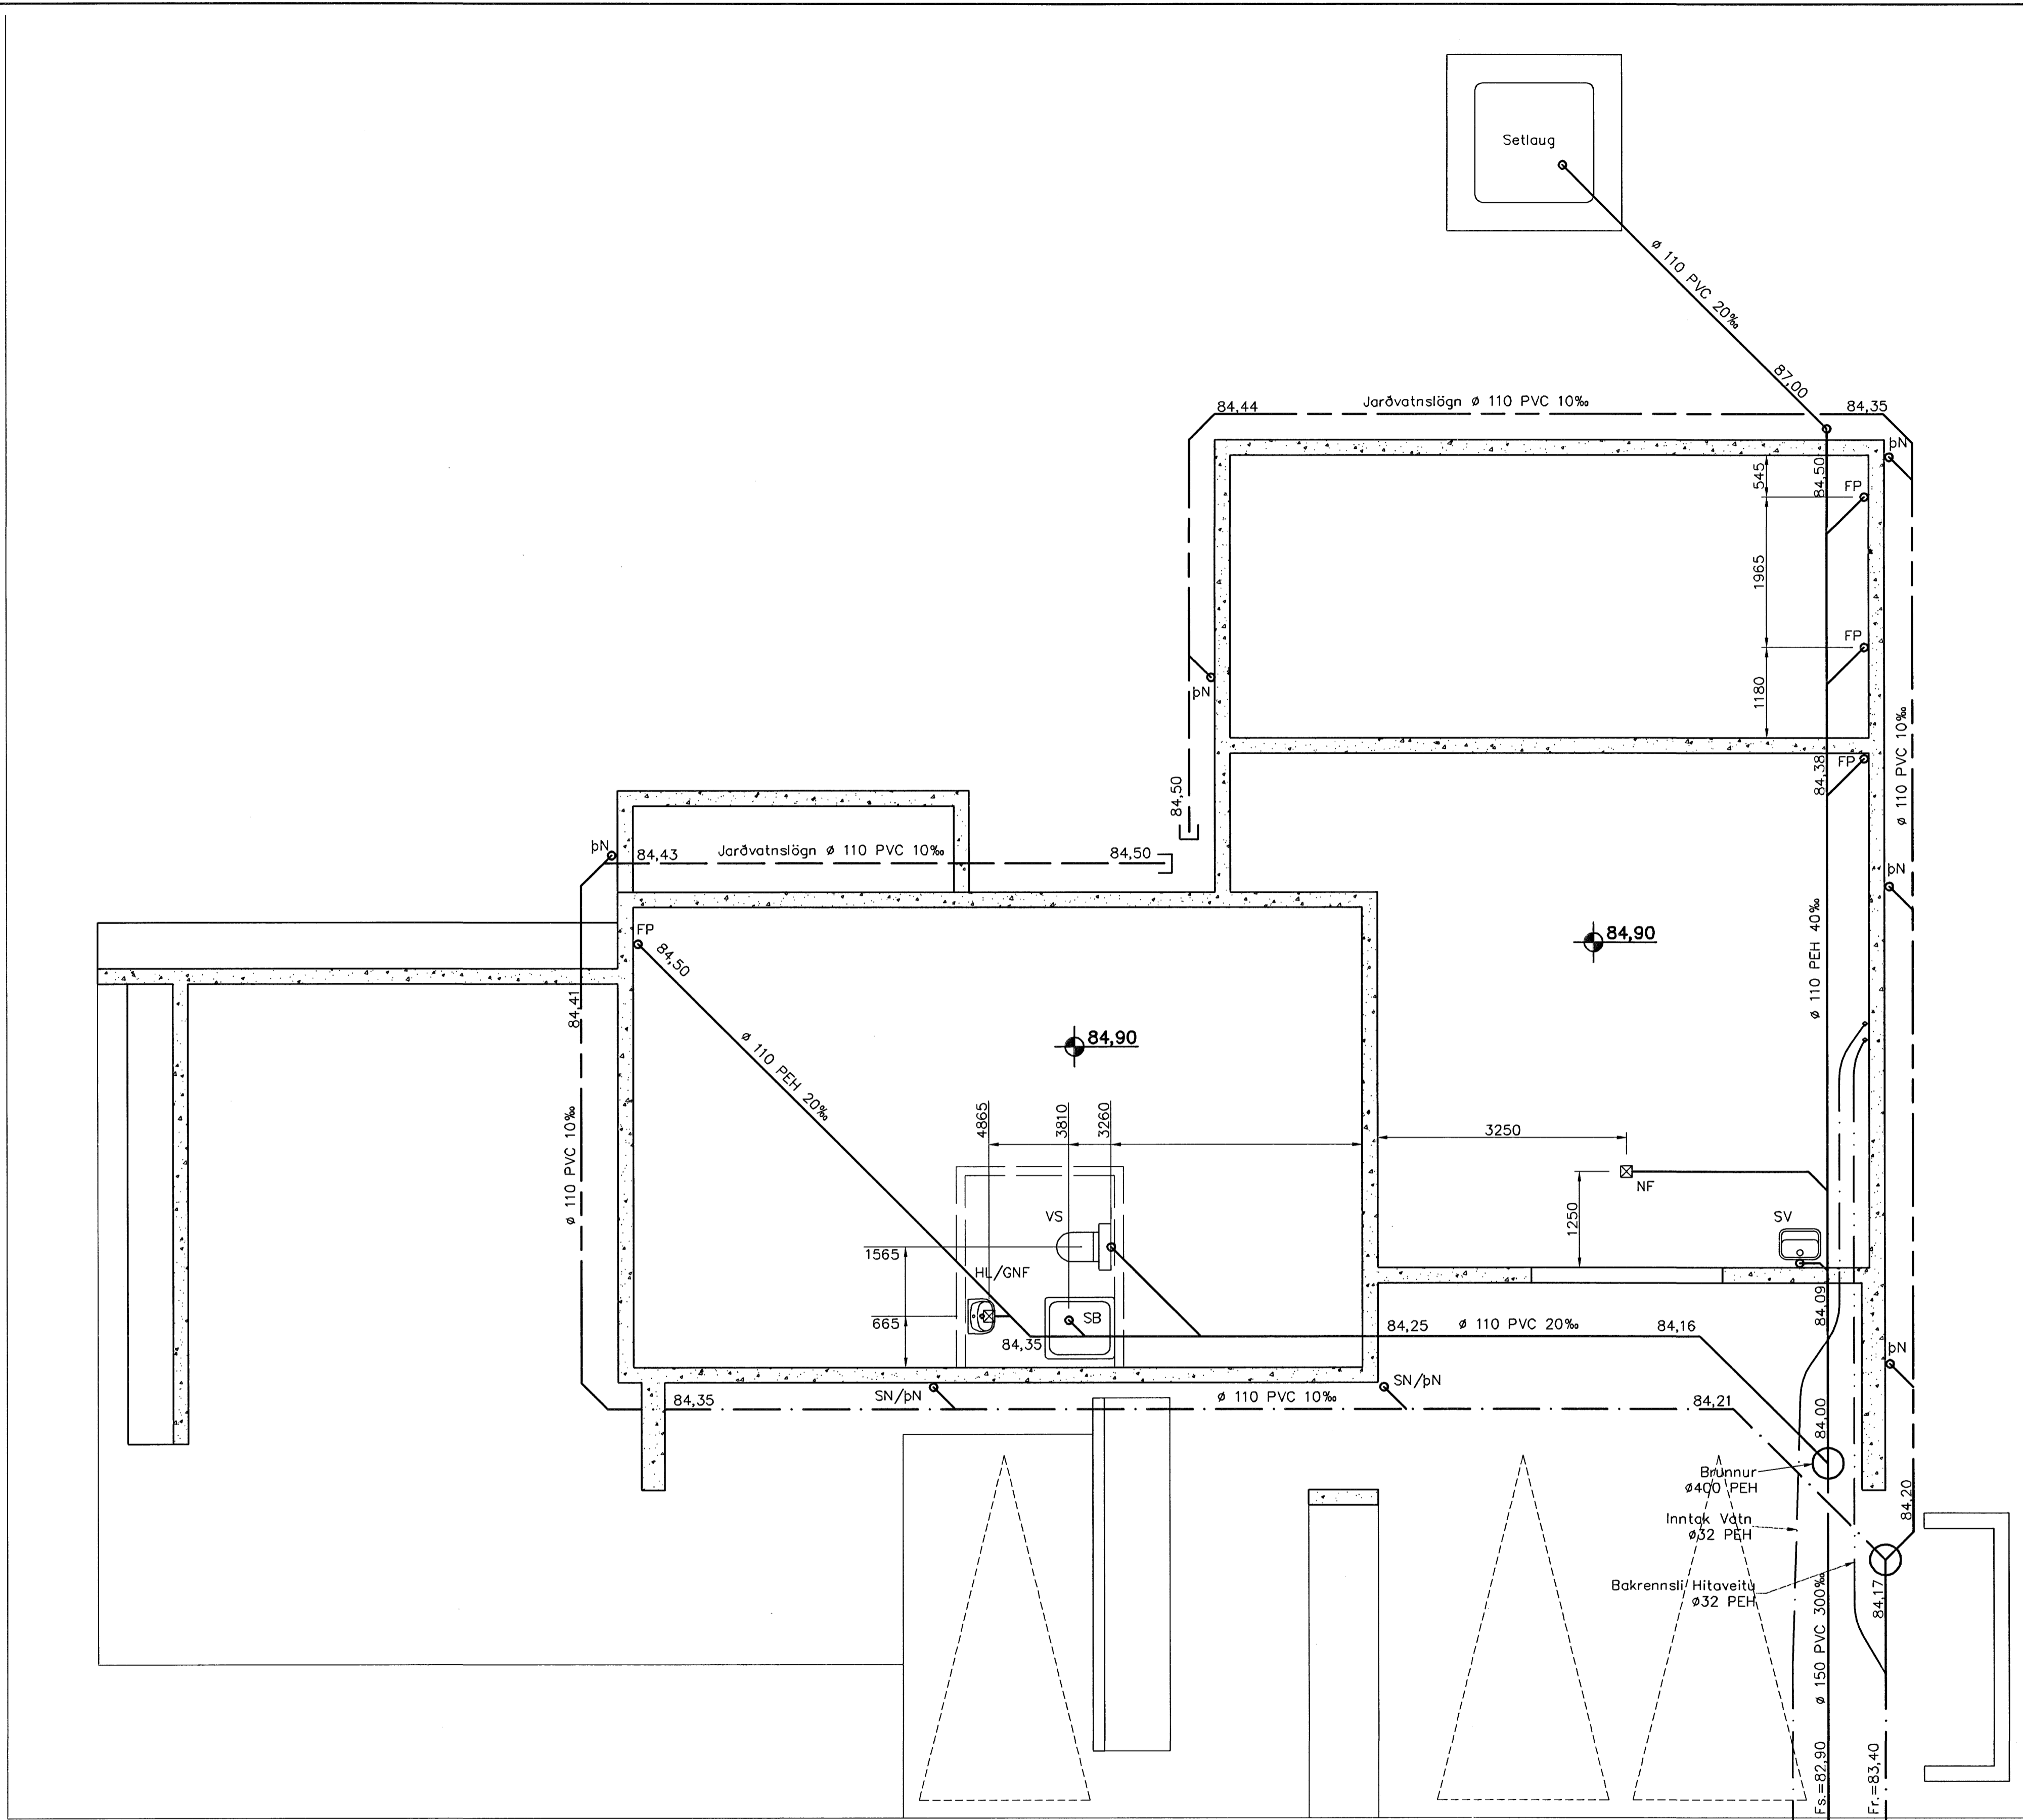 Setlaug
ø 110 PVC 20‰
87,00
84,44
Jarðvatnslögn ø 110 PVC 10‰
84,35
þN
545
84,50
FP
1965
FP
1180
þN
ø 110 PVC 10‰
84,50
84,38
FP
þN
84,43
Jarðvatnslögn ø 110 PVC 10‰
84,50
þN
FP
84,50
84,90
ø 110 PEH 40‰
84,41
84,90
ø 110 PEH 20‰
4865
3810
3260
3250
ø 110 PVC 10‰
NF
1250
VS
SV
1565
HL/GNF
665
SB
84,35
84,25
ø 110 PVC 20‰
84,16
84,09
þN
84,35
SN/þN
ø 110 PVC 10‰
SN/þN
84,21
84,00
Brunnur
ø400 PEH
84,20
Inntak Vatn
ø32 PEH
Bakrennsli Hitaveitu
ø32 PEH
84,17
ø 150 PVC 300‰
Fs.=82,90
Fr.=83,40